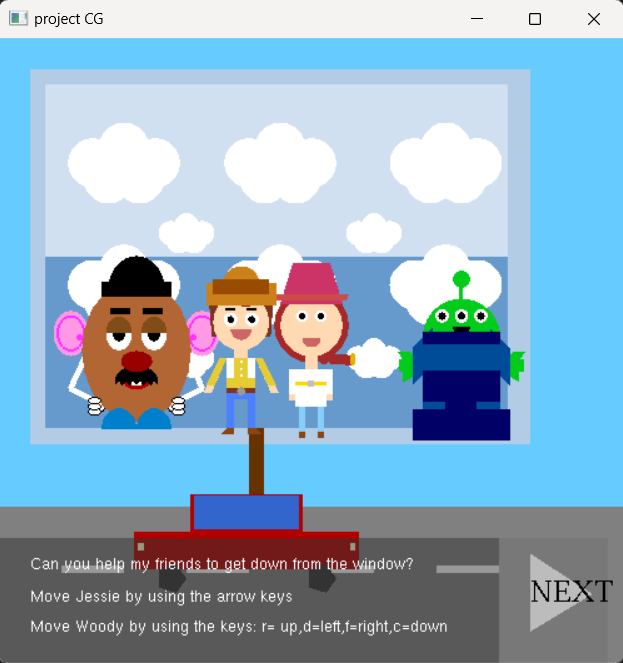 project CG
Can you help my friends to get down from the window?
Move Jessie by using the arrow keys
NEXT
Move Woody by using the keys: r= up,d=left,f=right,c=down